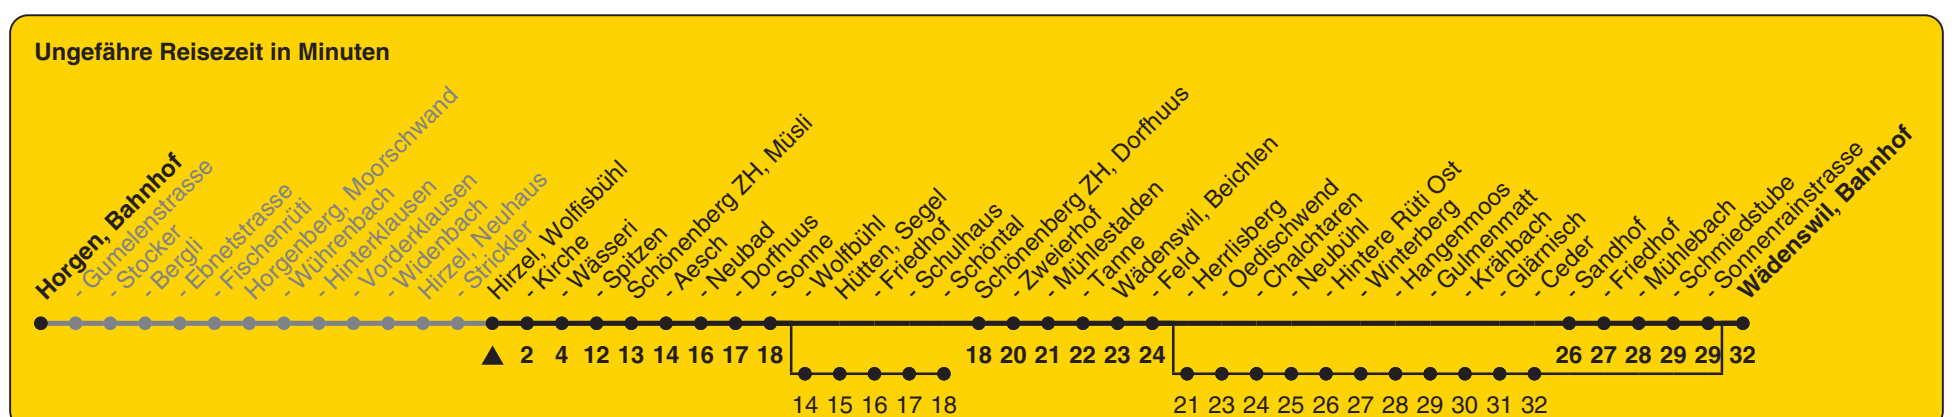 Ungefähre Reisezeit in Minuten
Horgen, Bahnhof
- Gumelenstrasse
- Stocker
- Bergli
- Ebnetstrasse
- Fischenrüti
Horgenberg, Moorschwand
- Wührenbach
- Hinterklausen
- Vorderklausen
- Widenbach
Hirzel, Neuhaus
- Strickler
Hirzel, Wolfisbühl
- Kirche
- Wässeri
- Spitzen
Schönenberg ZH, Müsli
- Aesch
- Neubad
- Dorfhuus
- Sonne
- Wolfbühl
Hütten, Segel
- Friedhof
- Schulhaus
- Schöntal
Schönenberg ZH, Dorfhuus
- Zweierhof
- Mühlestalden
- Tanne
Wädenswil, Beichlen
- Feld
- Herrlisberg
- Oedischwend
- Chalchtaren
- Neubühl
- Hintere Rüti Ost
- Winterberg
- Hangenmoos
- Gulmenmatt
- Krähbach
- Glärnisch
- Ceder
- Sandhof
- Friedhof
- Mühlebach
- Schmiedstube
- Sonnenrainstrasse
Wädenswil, Bahnhof
2 4 12 13 14 16 17 18 18 20 21 22 23 24 26 27 28 29 29 32
14 15 16 17 18 21 23 24 25 26 27 28 29 30 31 32